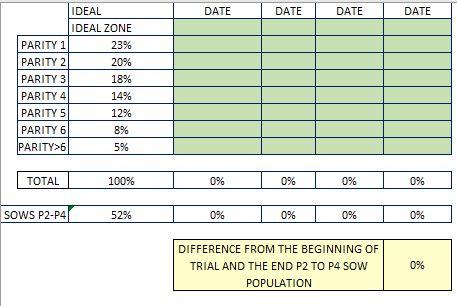 IDEAL DATE DATE DATE DATE
IDEAL ZONE
PARITY 1 23%
PARITY 2 20%
PARITY 3 18%
PARITY 4 14%
PARITY 5 12%
PARITY 6 8%
PARITY>6 5%
TOTAL 100% 0% 0% 0% 0%
SOWS P2-P4 52% 0% 0% 0% 0%
DIFFERENCE FROM THE BEGINNING OF
TRIAL AND THE END P2 TO P4 SOW 0%
POPULATION